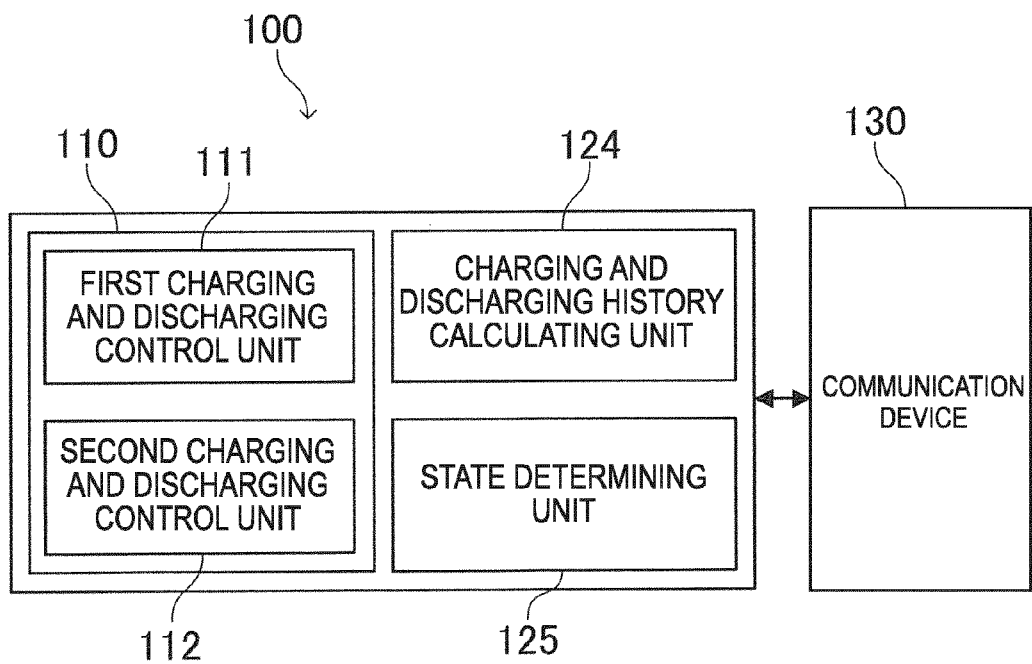 100
110
111
124
130
FIRST CHARGING
AND DISCHARGING
CONTROL UNIT
CHARGING AND
DISCHARGING HISTORY
CALCULATING UNIT
COMMUNICATION
DEVICE
SECOND CHARGING
AND DISCHARGING
CONTROL UNIT
STATE DETERMINING
UNIT
112
125